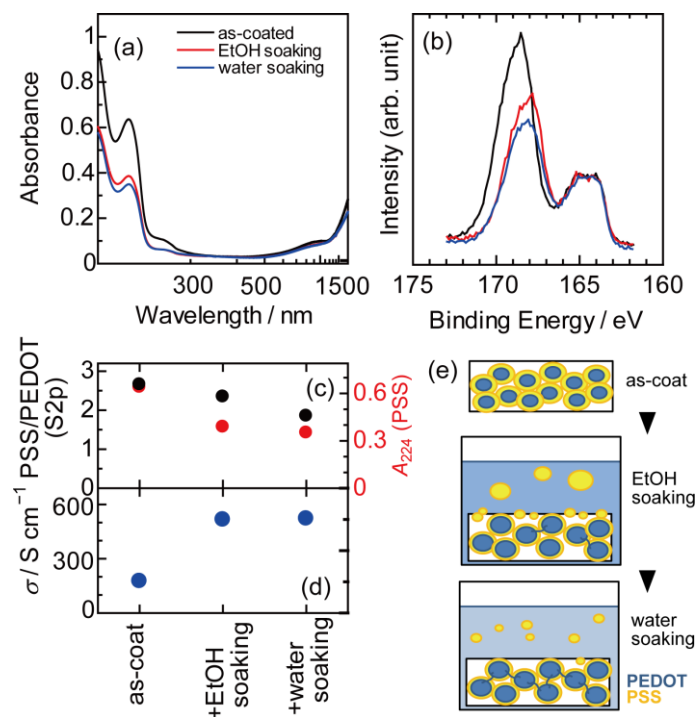 (a)
as-coated
EtOH soaking
water soaking
Absorbance
1
0.8
0.6
0.4
0.2
0
300 400 500 1500
Wavelength / nm
(b)
Intensity (arb. unit)
175 170 165 160
Binding Energy / eV
(c)
PSS/PEDOT
(S2p)
3
2
1
0
A224 (PSS)
0.6
0.3
0
(d)
σ / S cm−1
600
300
0
as-coat
+EtOH
soaking
+water
soaking
(e)
as-coat
EtOH
soaking
water
soaking
PEDOT
PSS